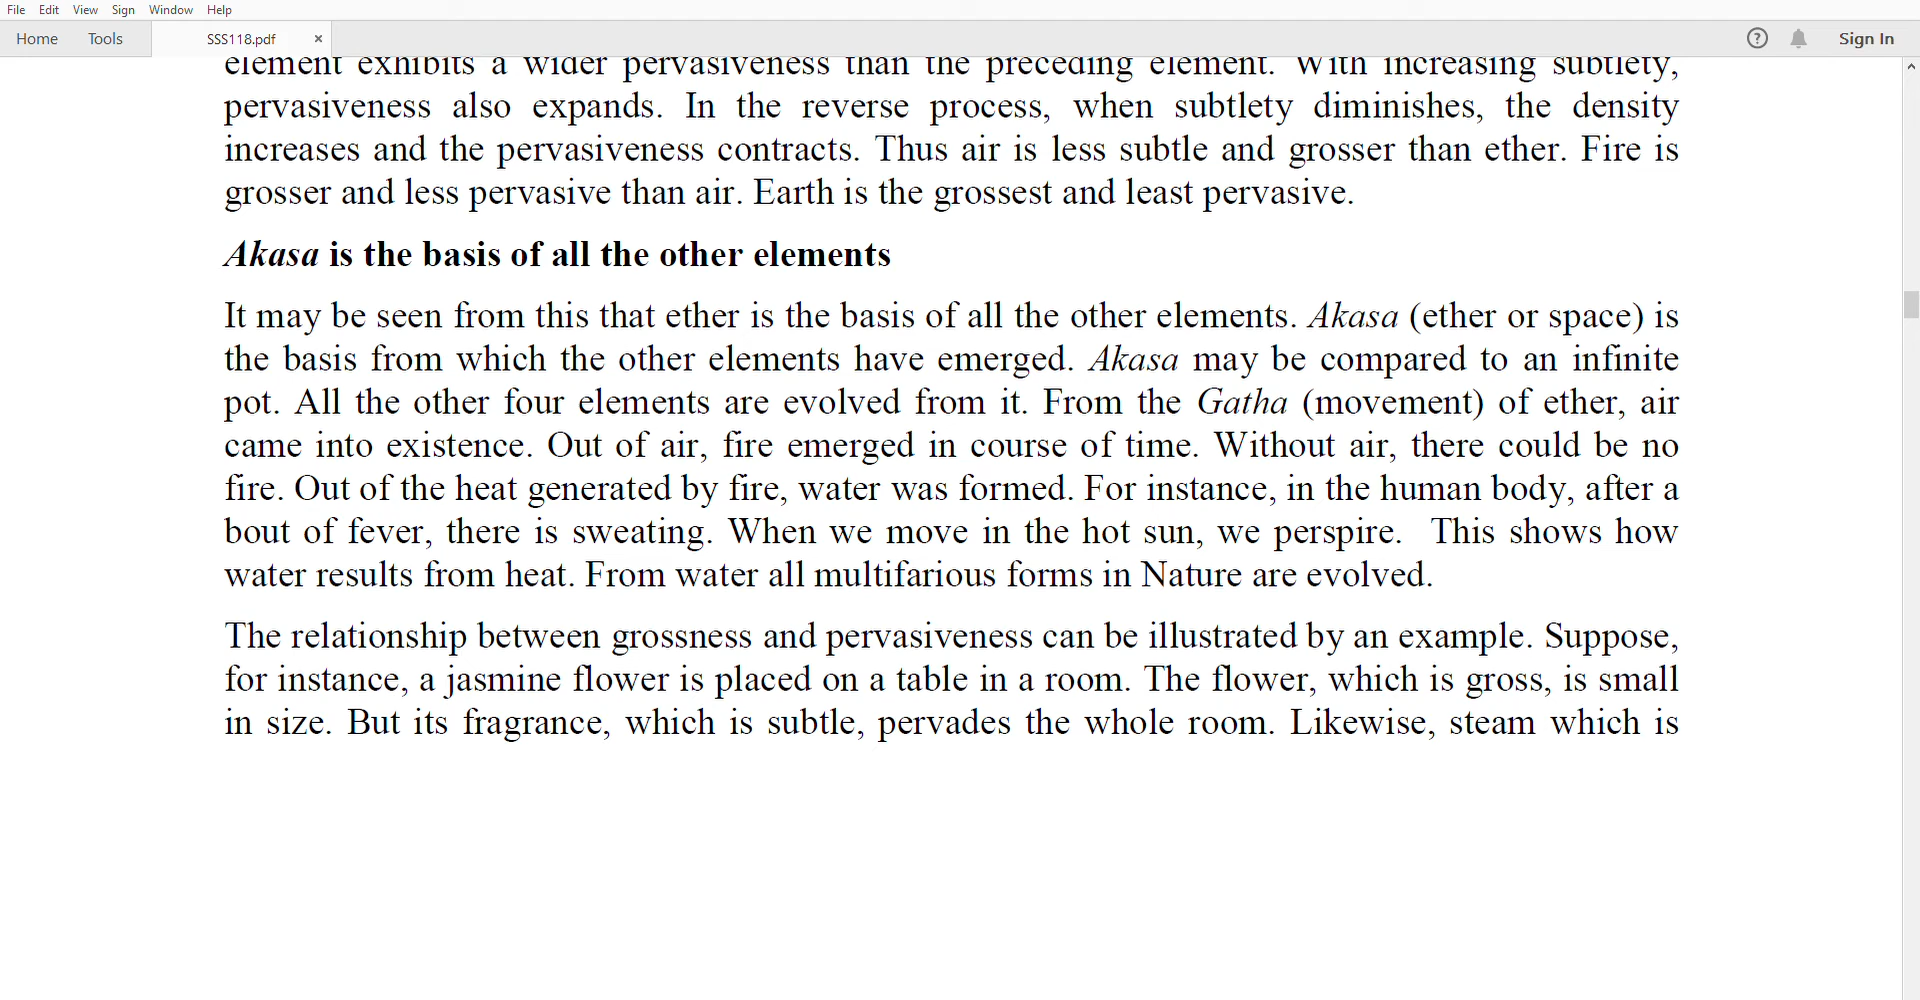 File Edit View Sign Window Help
Home Tools SSS118.pdf × ? Sign In
element exhibits a wider pervasiveness than the preceding element. With increasing subtlety,
pervasiveness also expands. In the reverse process, when subtlety diminishes, the density
increases and the pervasiveness contracts. Thus air is less subtle and grosser than ether. Fire is
grosser and less pervasive than air. Earth is the grossest and least pervasive.
Akasa is the basis of all the other elements
It may be seen from this that ether is the basis of all the other elements. Akasa (ether or space) is
the basis from which the other elements have emerged. Akasa may be compared to an infinite
pot. All the other four elements are evolved from it. From the Gatha (movement) of ether, air
came into existence. Out of air, fire emerged in course of time. Without air, there could be no
fire. Out of the heat generated by fire, water was formed. For instance, in the human body, after a
bout of fever, there is sweating. When we move in the hot sun, we perspire.  This shows how
water results from heat. From water all multifarious forms in Nature are evolved.
The relationship between grossness and pervasiveness can be illustrated by an example. Suppose,
for instance, a jasmine flower is placed on a table in a room. The flower, which is gross, is small
in size. But its fragrance, which is subtle, pervades the whole room. Likewise, steam which is